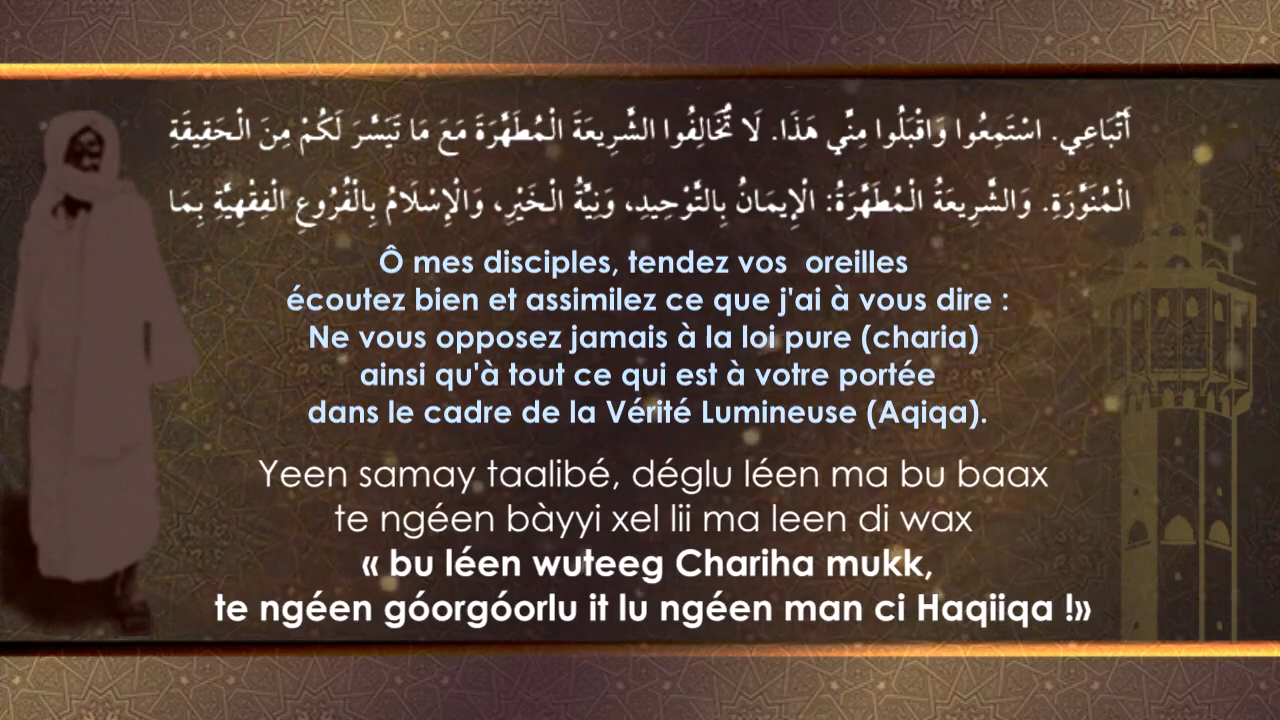 أَتْبَاعِي. اسْتَمِعُوا وَاقْبَلُوا مِنِّي هَذَا. لَا تُخَالِفُوا الشَّرِيعَةَ الْمُطَهَّرَةَ مَعَ مَا تَيَسَّرَ لَكُمْ مِنَ الْحَقِيقَةِ
الْمُنَوَّرَةِ. وَالشَّرِيعَةُ الْمُطَهَّرَةُ: الْإِيمَانُ بِالتَّوْحِيدِ، وَنِيَّةُ الْخَيْرِ، وَالْإِسْلَامُ بِالْفُرُوعِ الْفِقْهِيَّةِ بِمَا
Ô mes disciples, tendez vos oreilles
écoutez bien et assimilez ce que j'ai à vous dire :
Ne vous opposez jamais à la loi pure (charia)
ainsi qu'à tout ce qui est à votre portée
dans le cadre de la Vérité Lumineuse (Aqiqa).
Yeen samay taalibé, déglu léen ma bu baax
te ngéen bàyyi xel lii ma leen di wax
« bu léen wuteeg Chariha mukk,
te ngéen góorgóorlu it lu ngéen man ci Haqiiqa !»